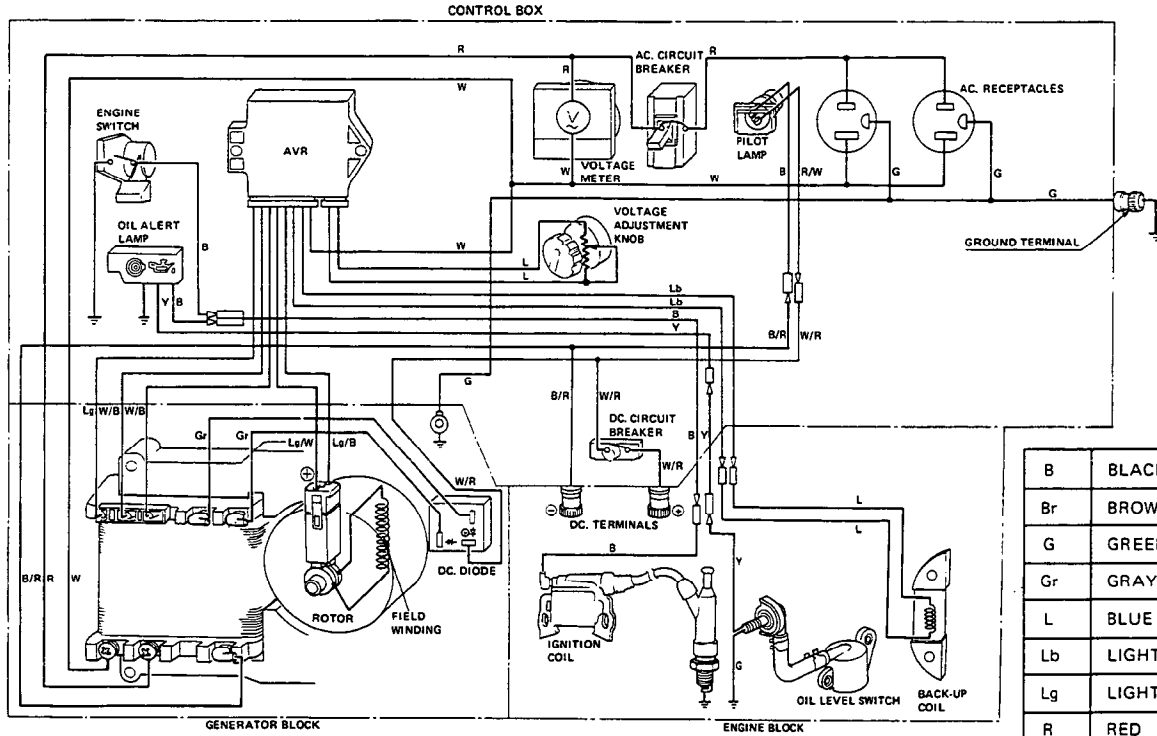 CONTROL BOX
R
W
R
AC. CIRCUIT
BREAKER
R
AC. RECEPTACLES
ENGINE
SWITCH
AVR
V
VOLTAGE
METER
W
PILOT
LAMP
B
R/W
W
G
G
G
GROUND TERMINAL
OIL ALERT
LAMP
B
Y
B
W
L
L
VOLTAGE
ADJUSTMENT
KNOB
Lb
Lb
B
Y
B/R
W/R
G
B/R
W/R
DC. CIRCUIT
BREAKER
W/R
B
Y
Lg
W/B
W/B
Gr
Gr
Lg/W
Lg/B
W/R
DC. TERMINALS
DC. DIODE
B/R
R
W
ROTOR
FIELD
WINDING
B
IGNITION
COIL
Y
G
L
L
OIL LEVEL SWITCH
BACK-UP
COIL
GENERATOR BLOCK
ENGINE BLOCK
B BLACK
Br BROW
G GREE
Gr GRAY
L BLUE
Lb LIGHT
Lg LIGHT
R RED